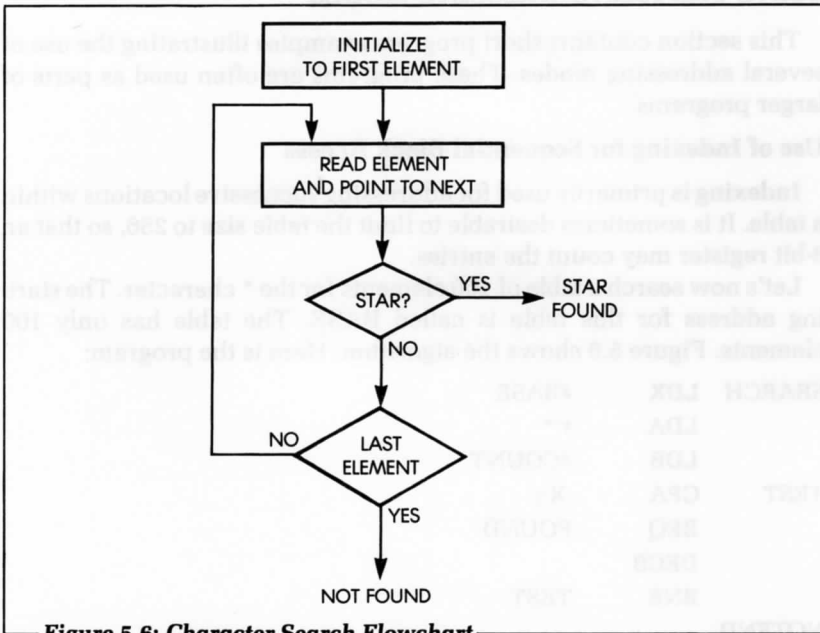 INITIALIZE
TO FIRST ELEMENT
READ ELEMENT
AND POINT TO NEXT
STAR?
YES
STAR
FOUND
NO
NO
LAST
ELEMENT
YES
NOT FOUND
Figure 5.6: Character Search Flowchart
This section contains short program examples illustrating the use of
several addressing modes. These programs are often used as parts of
larger programs.
Use of Indexing for Sequential Block Access
Indexing is primarily used for addressing successive locations within
a table. It is sometimes desirable to limit the table size to 256, so that an
8-bit register may count the entries.
Let's now search a table of 100 elements for the * character. The start-
ing address for this table is called BASE. The table has only 100
elements. Figure 5.6 shows the algorithm. Here is the program:
SEARCH LDX #BASE
LDA
LDB #COUNT
TEST CPA X
BEQ FOUND
DECB
BNE TEST
NOTFND